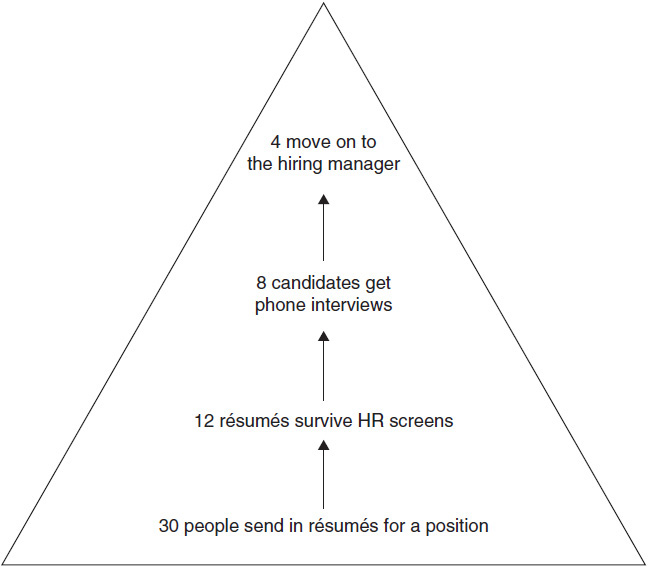 4 move on to
the hiring manager
8 candidates get
phone interviews
12 résumés survive HR screens
30 people send in résumés for a position